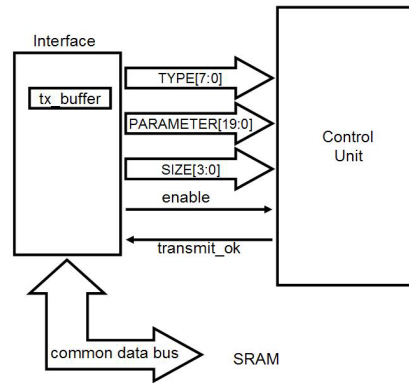 Interface
tx_buffer
TYPE[7:0]
PARAMETER[19:0]
SIZE[3:0]
enable
transmit_ok
Control
Unit
common data bus
SRAM